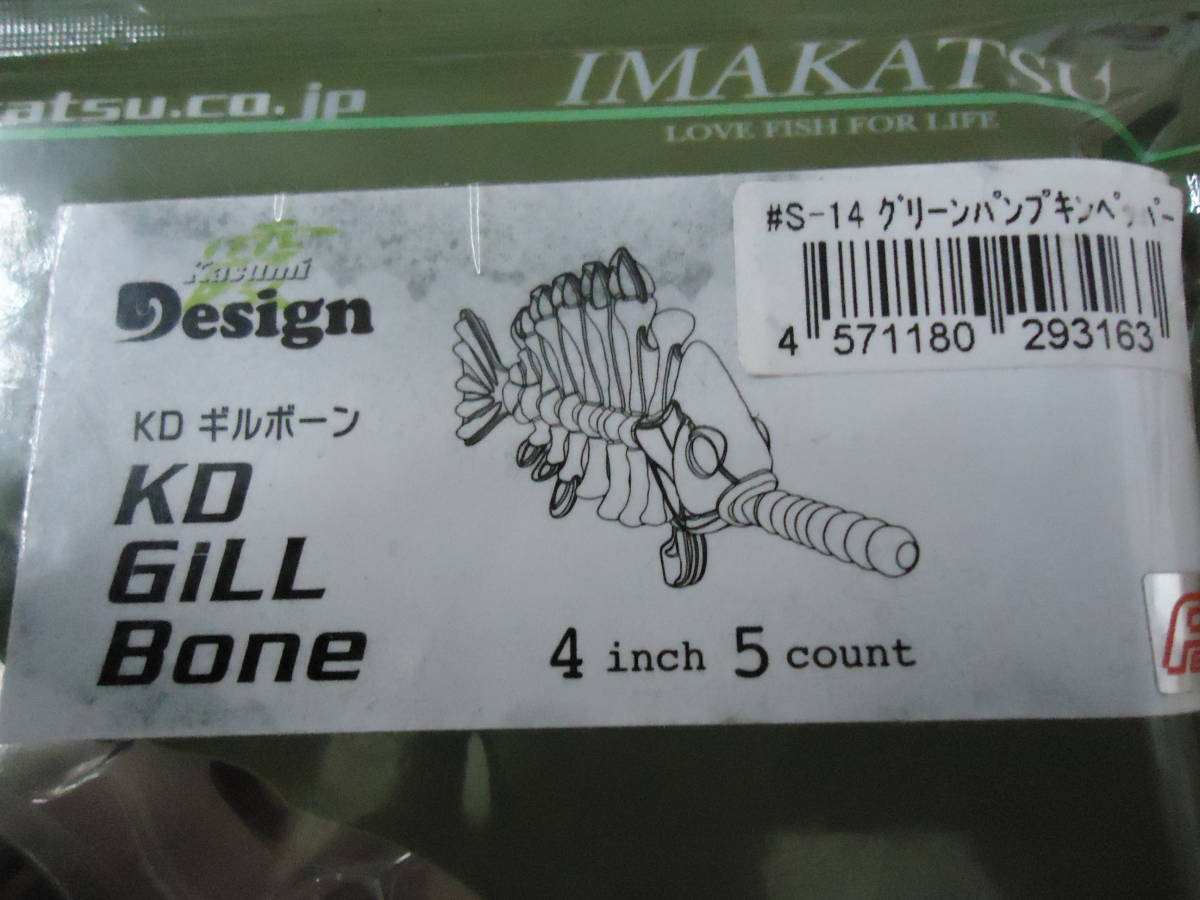 atsu.co.jp
IMAKATSU
LOVE FISH FOR LIFE
#S-14 グリーンパンプキンペッパー
4 571180 293163
Kasumi
Design
KD ギルボーン
KD
GiLL
Bone
4 inch 5 count